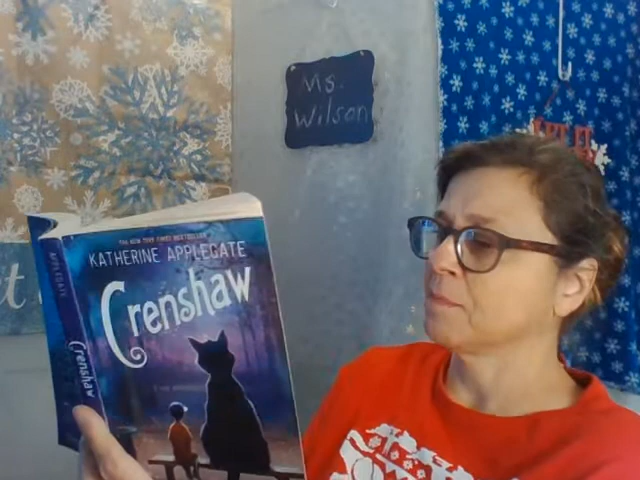 Ms.
Wilson
KATHERINE APPLEGATE
Crenshaw
APPLEGATE
Crenshaw